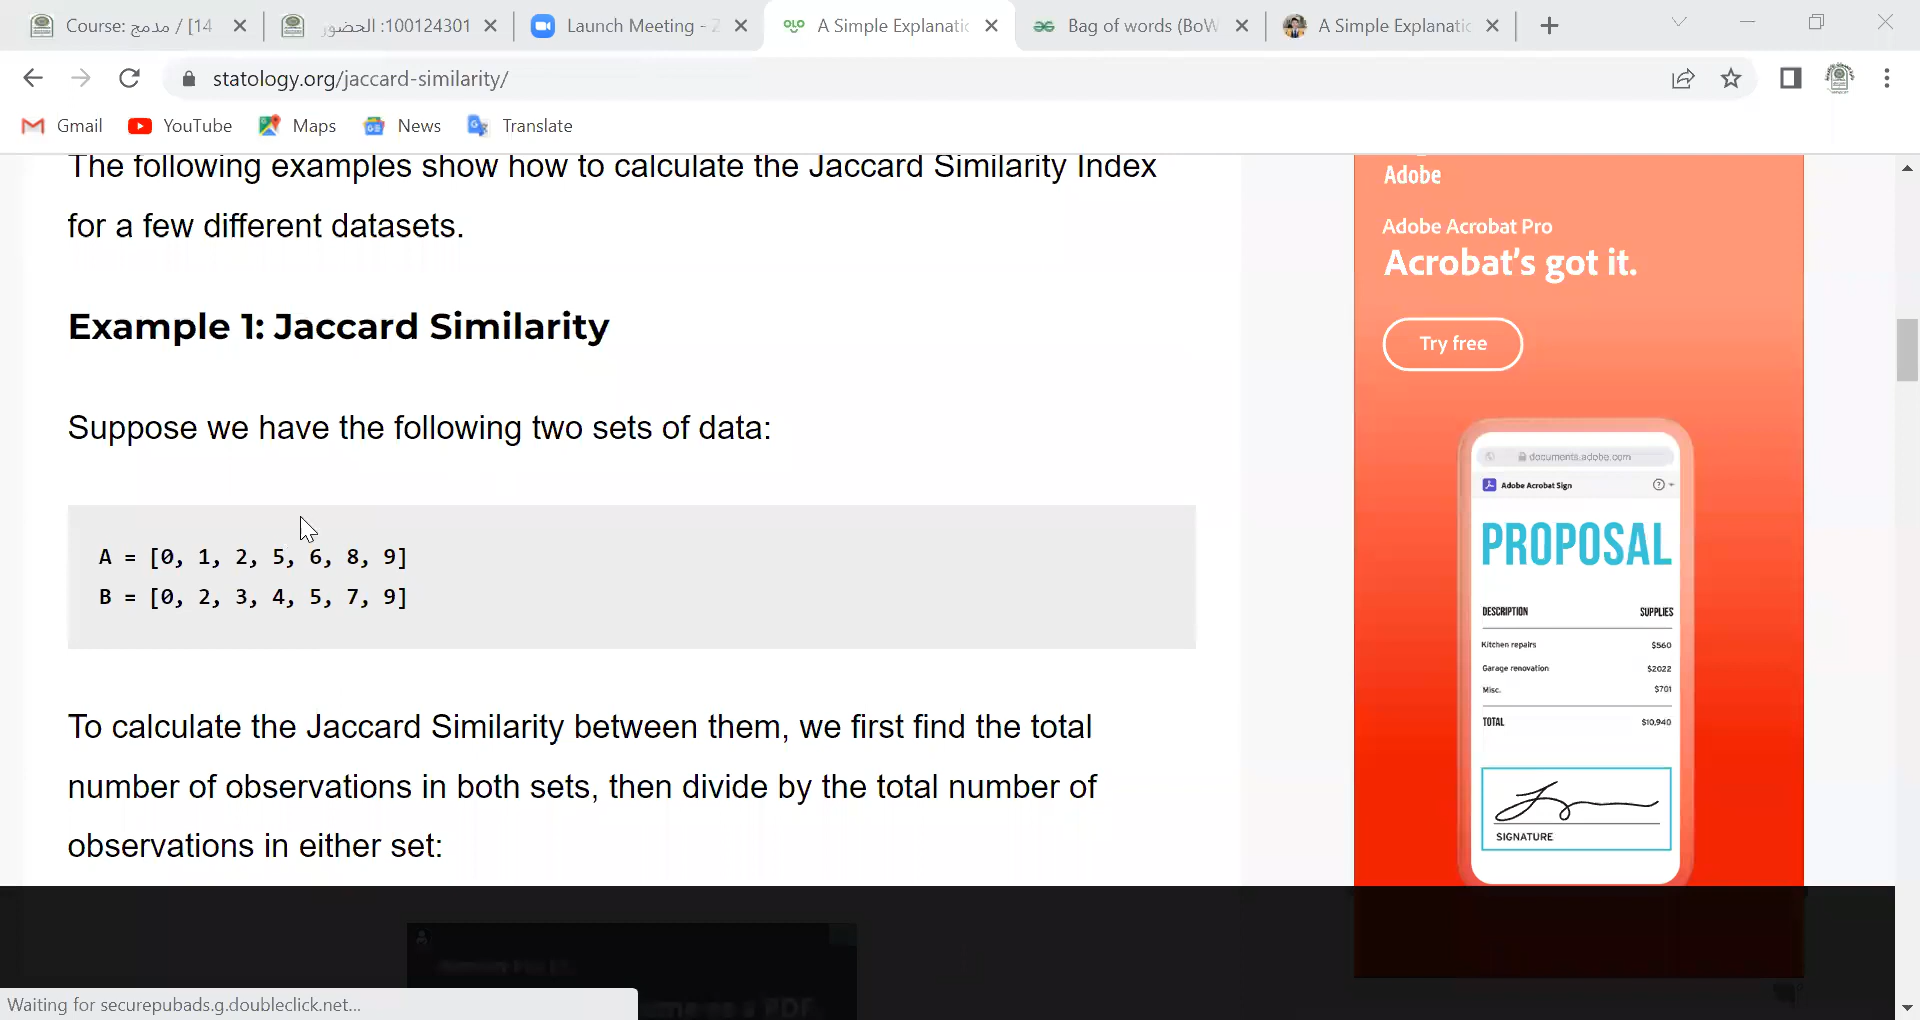 Course: مدمج / [14
100124301: الحضور
Launch Meeting - Z
A Simple Explanatic
Bag of words (BoW
A Simple Explanatic
statology.org/jaccard-similarity/
Gmail
YouTube
Maps
News
Translate
The following examples show how to calculate the Jaccard Similarity Index
for a few different datasets.
Example 1: Jaccard Similarity
Suppose we have the following two sets of data:
A = [0, 1, 2, 5, 6, 8, 9]
B = [0, 2, 3, 4, 5, 7, 9]
To calculate the Jaccard Similarity between them, we first find the total
number of observations in both sets, then divide by the total number of
observations in either set:
Adobe
Adobe Acrobat Pro
Acrobat's got it.
Try free
documents.adobe.com
Adobe Acrobat Sign
PROPOSAL
DESCRIPTION SUPPLIES
Kitchen repairs $560
Garage renovation $2022
Misc. $701
TOTAL $10,940
SIGNATURE
Waiting for securepubads.g.doubleclick.net...